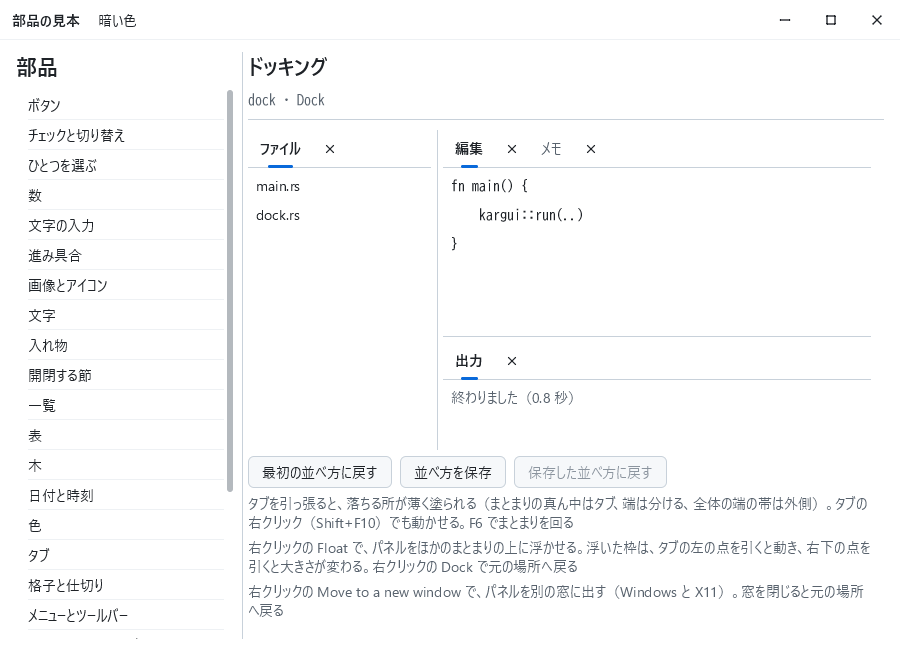 部品の見本 暗い色
部品
ボタン
チェックと切り替え
ひとつを選ぶ
数
文字の入力
進み具合
画像とアイコン
文字
入れ物
開閉する節
一覧
表
木
日付と時刻
色
タブ
格子と仕切り
メニューとツールバー
ドッキング
dock ・ Dock
ファイル
main.rs
dock.rs
編集 メモ
fn main() {
kargui::run(..)
}
出力
終わりました（0.8 秒）
最初の並べ方に戻す 並べ方を保存 保存した並べ方に戻す
タブを引っ張ると、落ちる所が薄く塗られる（まとまりの真ん中はタブ、端は分ける、全体の端の帯は外側）。タブの
右クリック（Shift+F10）でも動かせる。F6 でまとまりを回る
右クリックの Float で、パネルをほかのまとまりの上に浮かせる。浮いた枠は、タブの左の点を引くと動き、右下の点を
引くと大きさが変わる。右クリックの Dock で元の場所へ戻る
右クリックの Move to a new window で、パネルを別の窓に出す（Windows と X11）。窓を閉じると元の場所
へ戻る